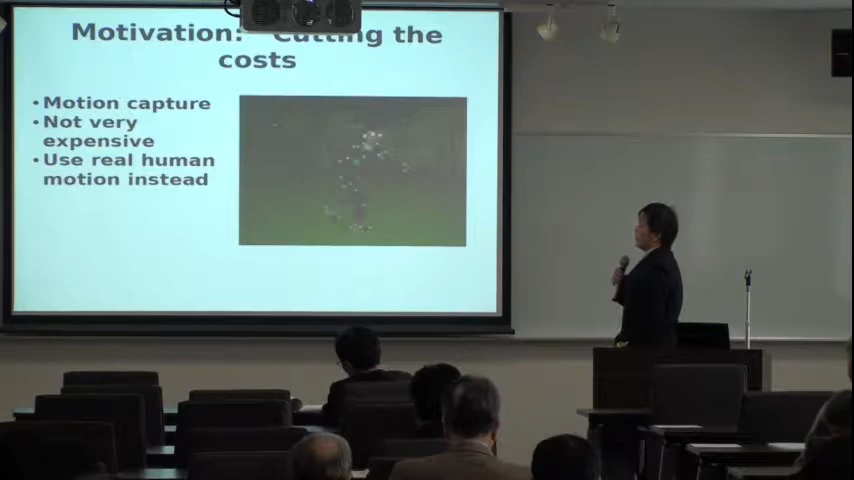 Motivation: "Cutting the
costs
• Motion capture
• Not very
expensive
• Use real human
motion instead